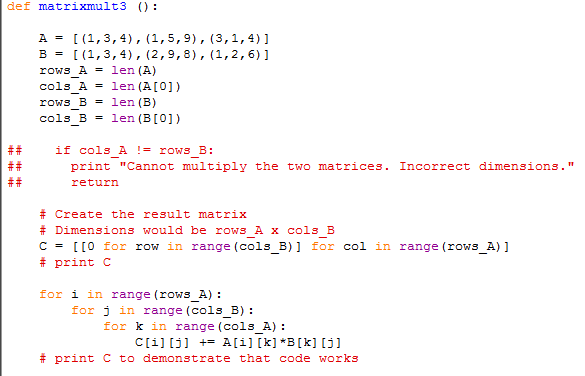 def matrixmult3 ():
A = [(1,3,4),(1,5,9),(3,1,4)]
B = [(1,3,4),(2,9,8),(1,2,6)]
rows_A = len(A)
cols_A = len(A[0])
rows_B = len(B)
cols_B = len(B[0])
##    if cols_A != rows_B:
##      print "Cannot multiply the two matrices. Incorrect dimensions."
##      return
# Create the result matrix
# Dimensions would be rows_A x cols_B
C = [[0 for row in range(cols_B)] for col in range(rows_A)]
# print C
for i in range(rows_A):
for j in range(cols_B):
for k in range(cols_A):
C[i][j] += A[i][k]*B[k][j]
# print C to demonstrate that code works